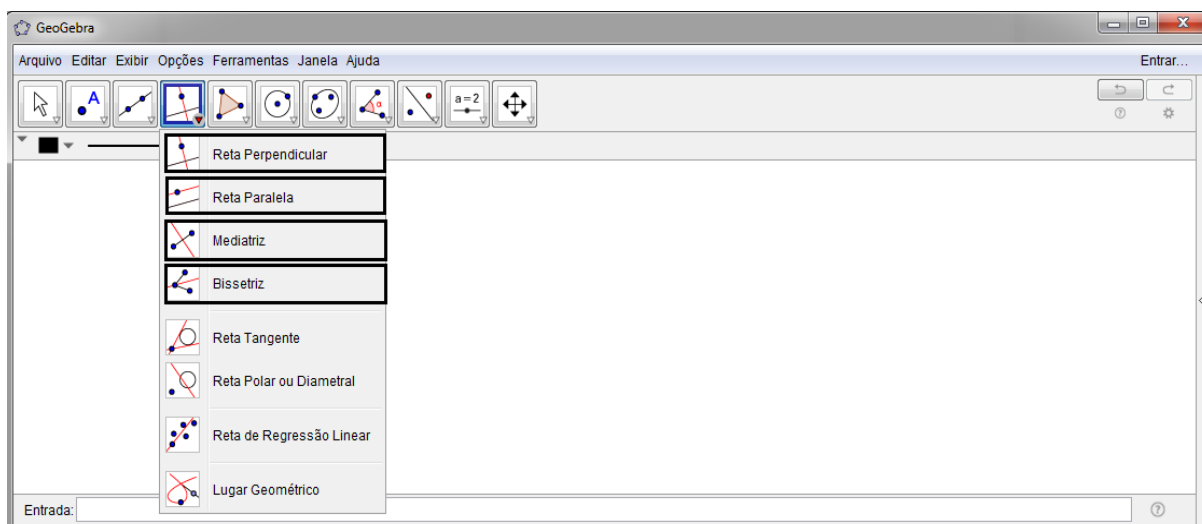 GeoGebra
Arquivo Editar Exibir Opções Ferramentas Janela Ajuda Entrar...
A α a=2
Reta Perpendicular
Reta Paralela
Mediatriz
Bissetriz
Reta Tangente
Reta Polar ou Diametral
Reta de Regressão Linear
Lugar Geométrico
Entrada: